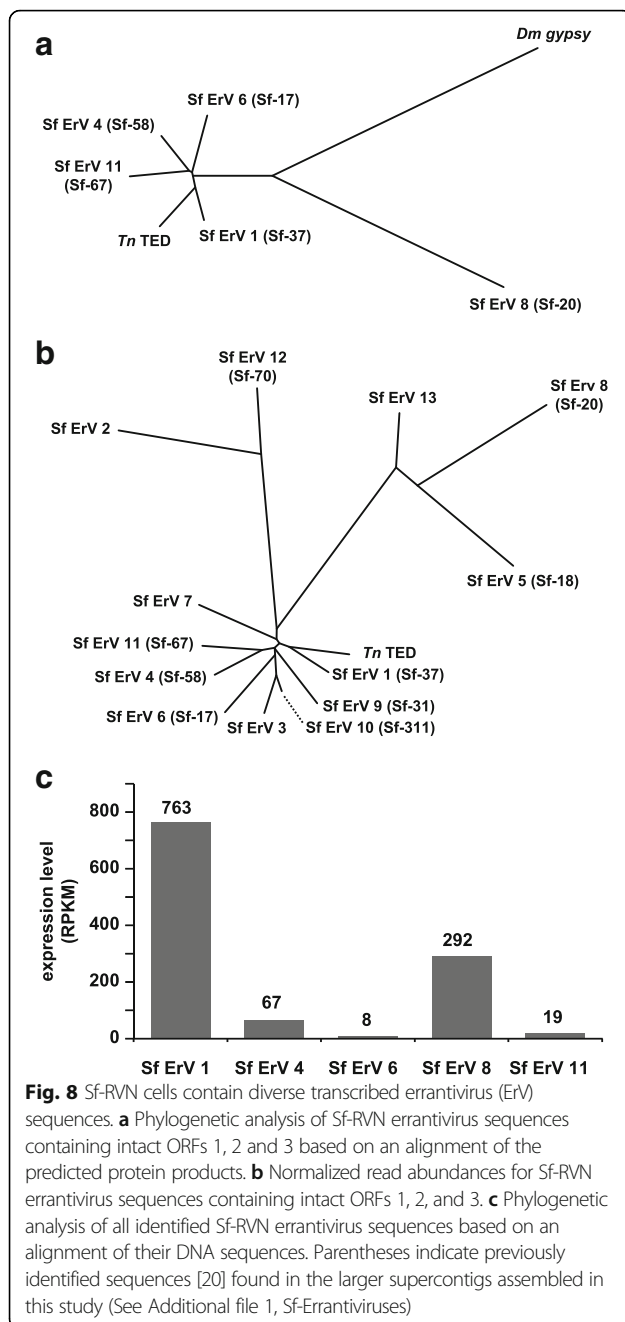 a
Dm gypsy
Sf ErV 6 (Sf-17)
Sf ErV 4 (Sf-58)
Sf ErV 11
(Sf-67)
Tn TED
Sf ErV 1 (Sf-37)
Sf ErV 8 (Sf-20)
b
Sf ErV 12
(Sf-70)
Sf ErV 2
Sf ErV 13
Sf Erv 8
(Sf-20)
Sf ErV 5 (Sf-18)
Sf ErV 7
Sf ErV 11 (Sf-67)
Sf ErV 4 (Sf-58)
Sf ErV 6 (Sf-17)
Sf ErV 3
Tn TED
Sf ErV 1 (Sf-37)
Sf ErV 9 (Sf-31)
Sf ErV 10 (Sf-311)
c
expression level
(RPKM)
800
600
400
200
0
763
67
8
292
19
Sf ErV 1
Sf ErV 4
Sf ErV 6
Sf ErV 8
Sf ErV 11
Fig. 8 Sf-RVN cells contain diverse transcribed errantivirus (ErV)
sequences. a Phylogenetic analysis of Sf-RVN errantivirus sequences
containing intact ORFs 1, 2 and 3 based on an alignment of the
predicted protein products. b Normalized read abundances for Sf-RVN
errantivirus sequences containing intact ORFs 1, 2, and 3. c Phylogenetic
analysis of all identified Sf-RVN errantivirus sequences based on an
alignment of their DNA sequences. Parentheses indicate previously
identified sequences [20] found in the larger supercontigs assembled in
this study (See Additional file 1, Sf-Errantiviruses)